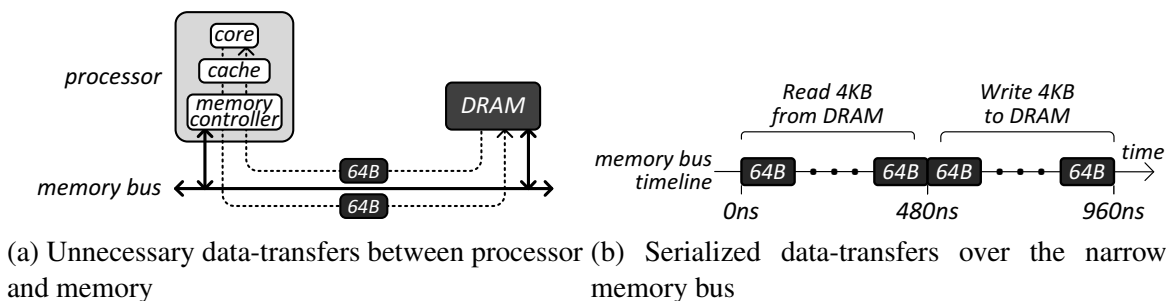 core
cache
memory
controller
processor
DRAM
64B
memory bus
64B
(a) Unnecessary data-transfers between processor
and memory
Read 4KB
from DRAM
Write 4KB
to DRAM
time
memory bus
timeline
64B 64B 64B 64B
0ns 480ns 960ns
(b) Serialized data-transfers over the narrow
memory bus